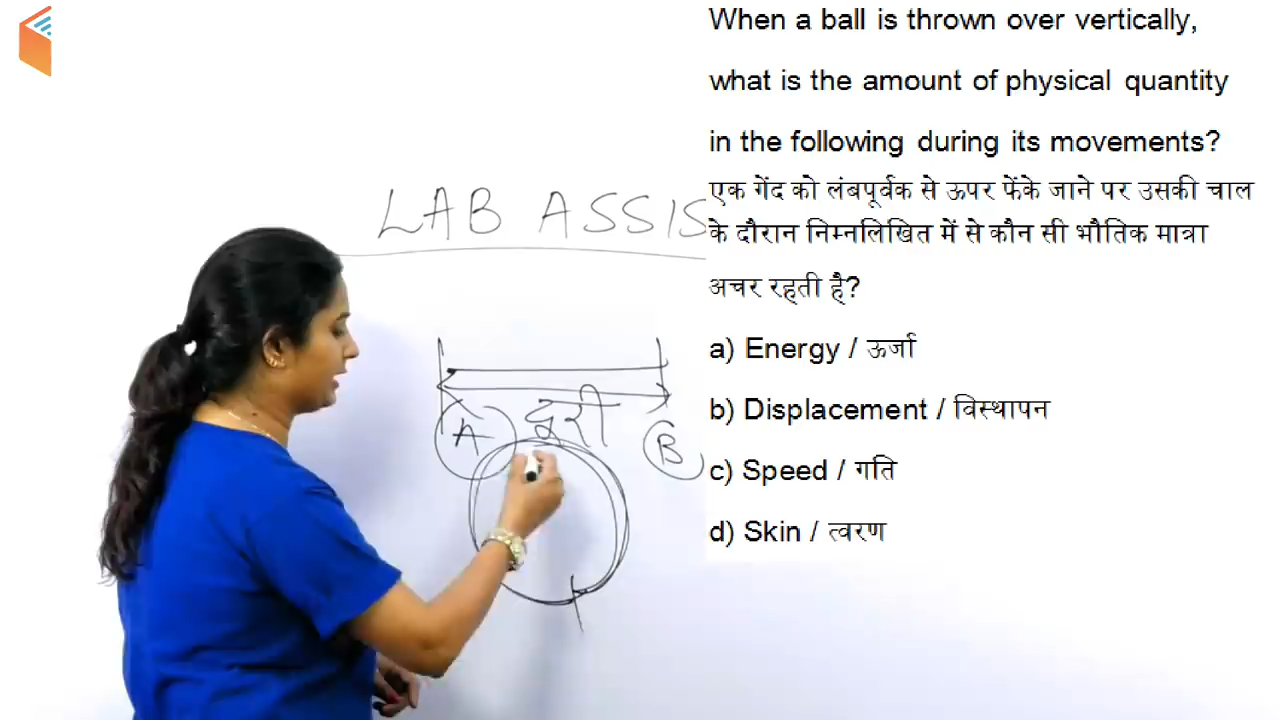 When a ball is thrown over vertically,
what is the amount of physical quantity
in the following during its movements?
एक गेंद को लंबपूर्वक से ऊपर फेंके जाने पर उसकी चाल
के दौरान निम्नलिखित में से कौन सी भौतिक मात्रा
अचर रहती है?
a) Energy / ऊर्जा
b) Displacement / विस्थापन
c) Speed / गति
d) Skin / त्वरण
LAB ASSIS
दूरी
A
B